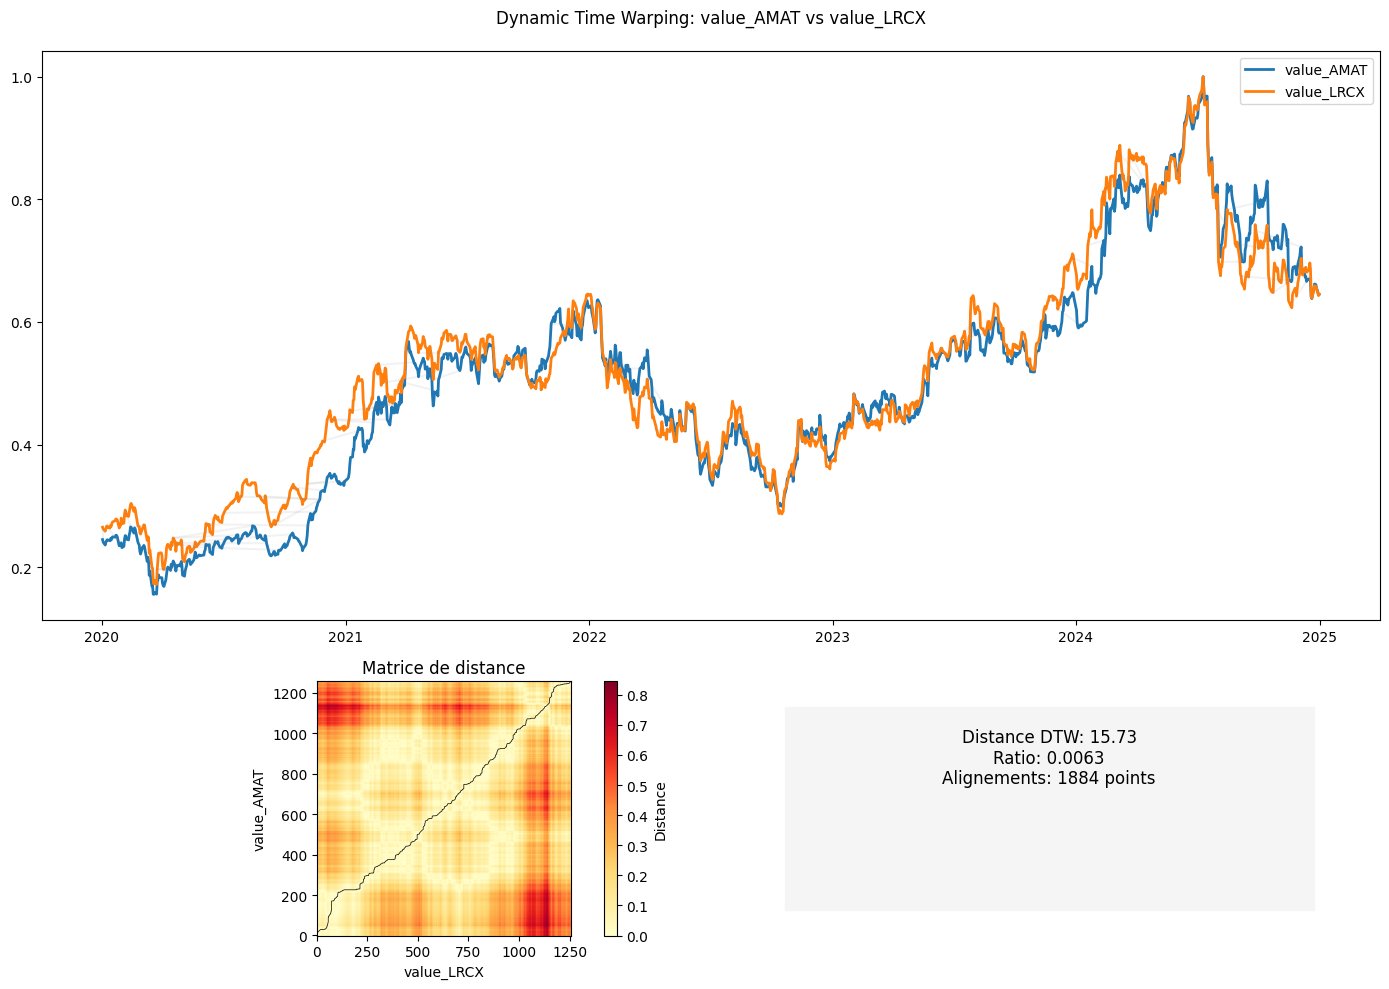 Dynamic Time Warping: value_AMAT vs value_LRCX
value_AMAT
value_LRCX
1.0
0.8
0.6
0.4
0.2
2020 2021 2022 2023 2024 2025
Matrice de distance
1200
1000
800
600
400
200
0
value_AMAT
0 250 500 750 1000 1250
value_LRCX
0.8
0.7
0.6
0.5
0.4
0.3
0.2
0.1
0.0
Distance
Distance DTW: 15.73
Ratio: 0.0063
Alignements: 1884 points